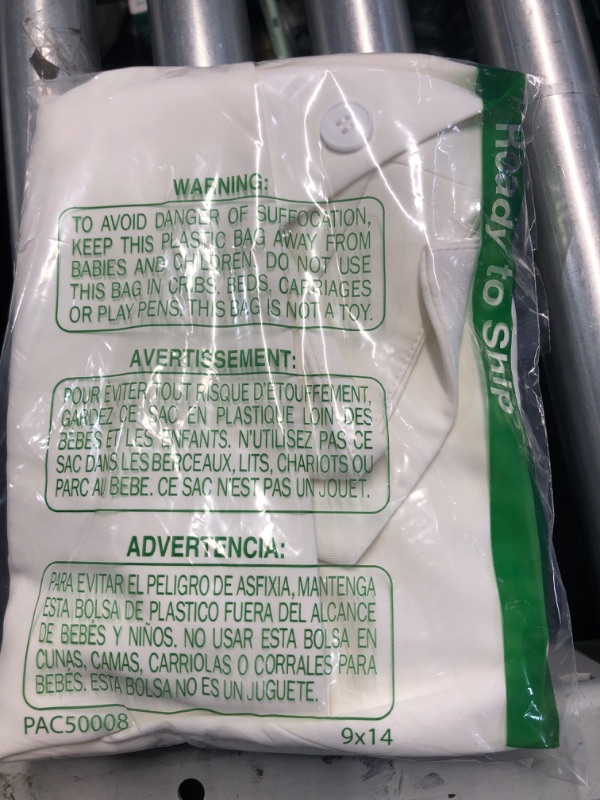 WARNING:
TO AVOID DANGER OF SUFFOCATION,
KEEP THIS PLASTIC BAG AWAY FROM
BABIES AND CHILDREN. DO NOT USE
THIS BAG IN CRIBS, BEDS, CARRIAGES
OR PLAY PENS. THIS BAG IS NOT A TOY.
AVERTISSEMENT:
POUR EVITER TOUT RISQUE D'ETOUFFEMENT,
GARDEZ CE SAC EN PLASTIQUE LOIN DES
BEBES ET LES ENFANTS. N'UTILISEZ PAS CE
SAC DANS LES BERCEAUX, LITS, CHARIOTS OU
PARC AU BEBE. CE SAC N'EST PAS UN JOUET.
ADVERTENCIA:
PARA EVITAR EL PELIGRO DE ASFIXIA, MANTENGA
ESTA BOLSA DE PLASTICO FUERA DEL ALCANCE
DE BEBÉS Y NIÑOS. NO USAR ESTA BOLSA EN
CUNAS, CAMAS, CARRIOLAS O CORRALES PARA
BEBÉS. ESTA BOLSA NO ES UN JUGUETE.
PAC50008
9x14
Ready to Ship